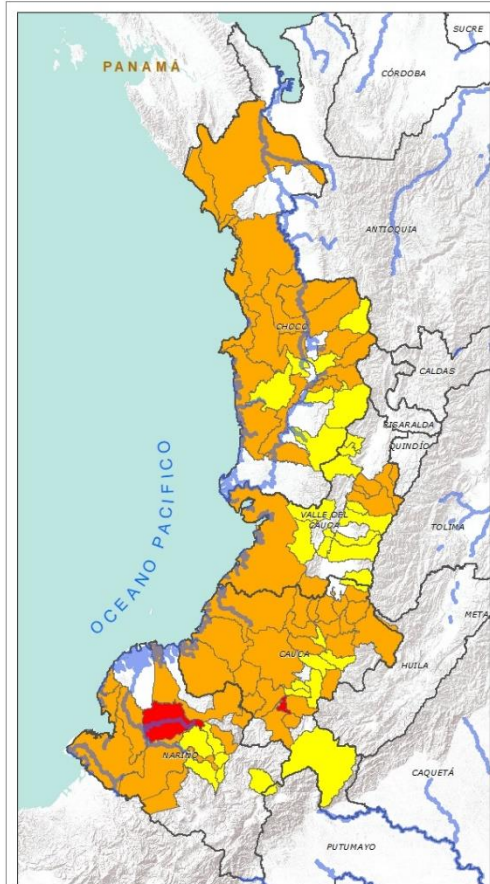 SUCRE
PANAMÁ
CÓRDOBA
ANTIOQUIA
CHOCÓ
CALDAS
RISARALDA
QUINDÍO
OCEANO PACIFICO
VALLE DEL
CAUCA
TOLIMA
META
CAUCA
HUILA
NARIÑO
CAQUETÁ
PUTUMAYO